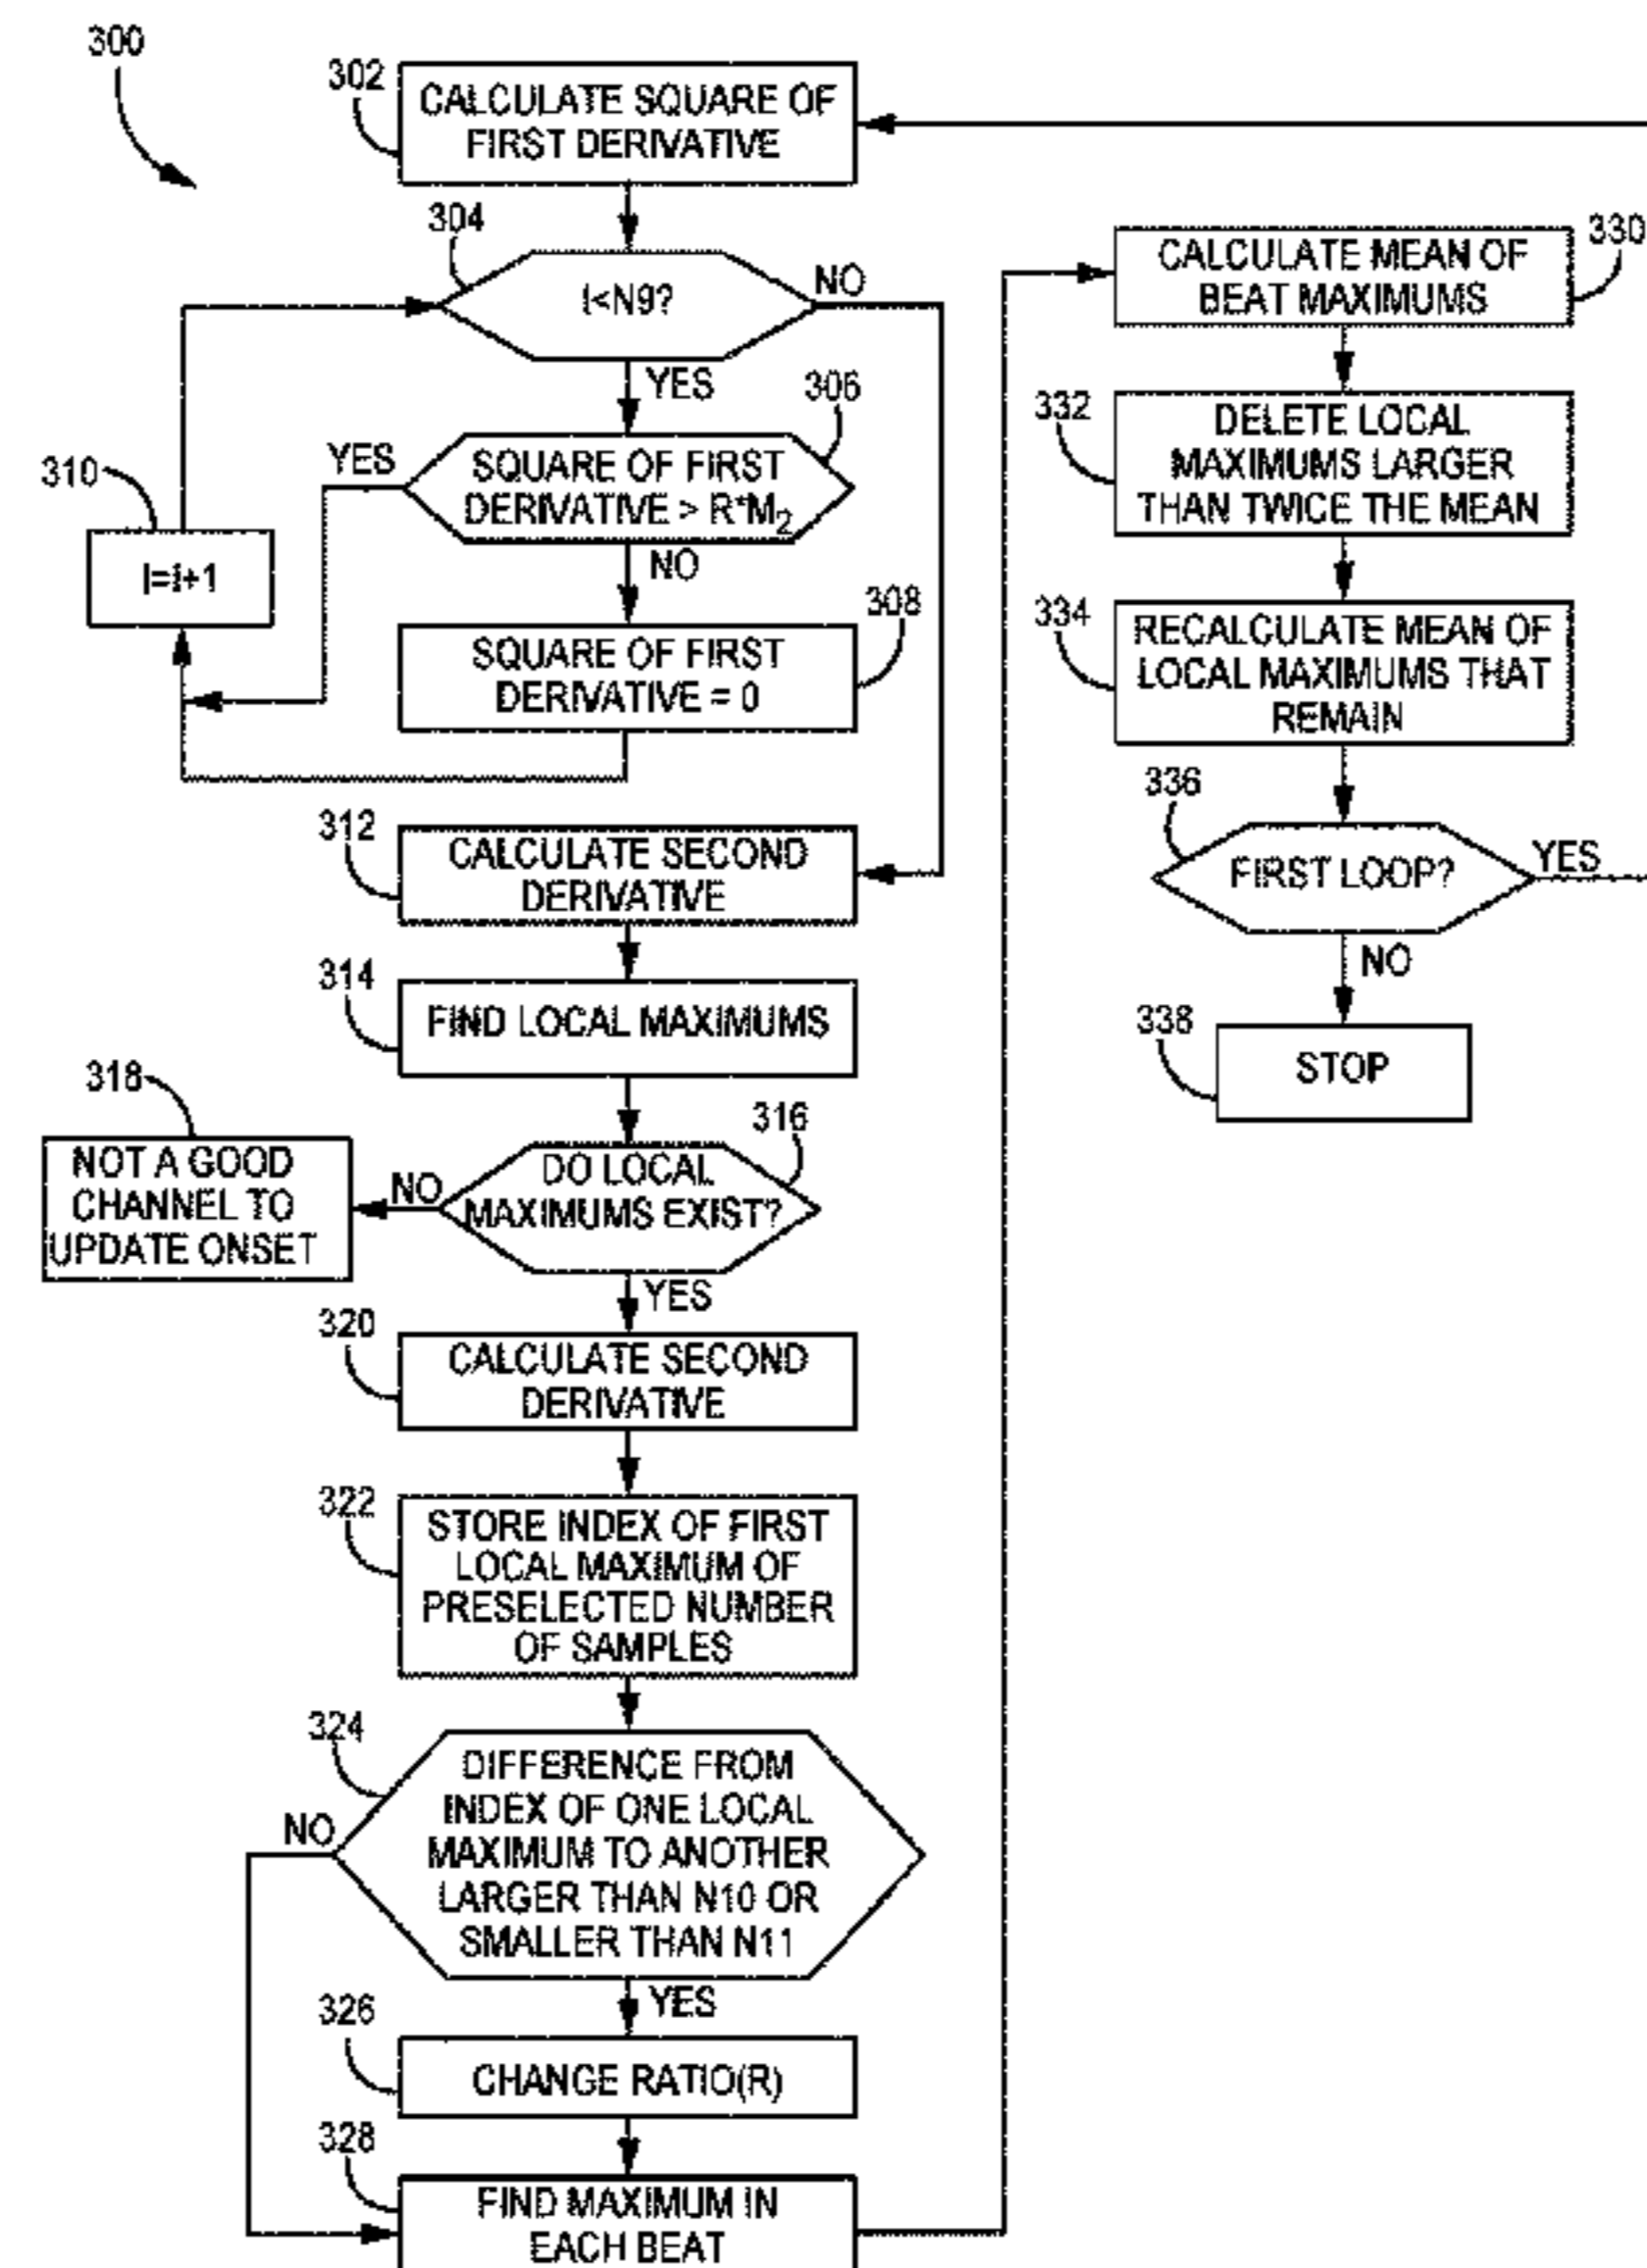 300
302
CALCULATE SQUARE OF
FIRST DERIVATIVE
304
I<N9?
NO
YES
306
SQUARE OF FIRST
DERIVATIVE > R*M2
YES
NO
310
I=I+1
308
SQUARE OF FIRST
DERIVATIVE = 0
312
CALCULATE SECOND
DERIVATIVE
314
FIND LOCAL MAXIMUMS
316
DO LOCAL
MAXIMUMS EXIST?
NO
318
NOT A GOOD
CHANNEL TO
UPDATE ONSET
YES
320
CALCULATE SECOND
DERIVATIVE
322
STORE INDEX OF FIRST
LOCAL MAXIMUM OF
PRESELECTED NUMBER
OF SAMPLES
324
DIFFERENCE FROM
INDEX OF ONE LOCAL
MAXIMUM TO ANOTHER
LARGER THAN N10 OR
SMALLER THAN N11
NO
YES
326
CHANGE RATIO(R)
328
FIND MAXIMUM IN
EACH BEAT
330
CALCULATE MEAN OF
BEAT MAXIMUMS
332
DELETE LOCAL
MAXIMUMS LARGER
THAN TWICE THE MEAN
334
RECALCULATE MEAN OF
LOCAL MAXIMUMS THAT
REMAIN
336
FIRST LOOP?
YES
NO
338
STOP